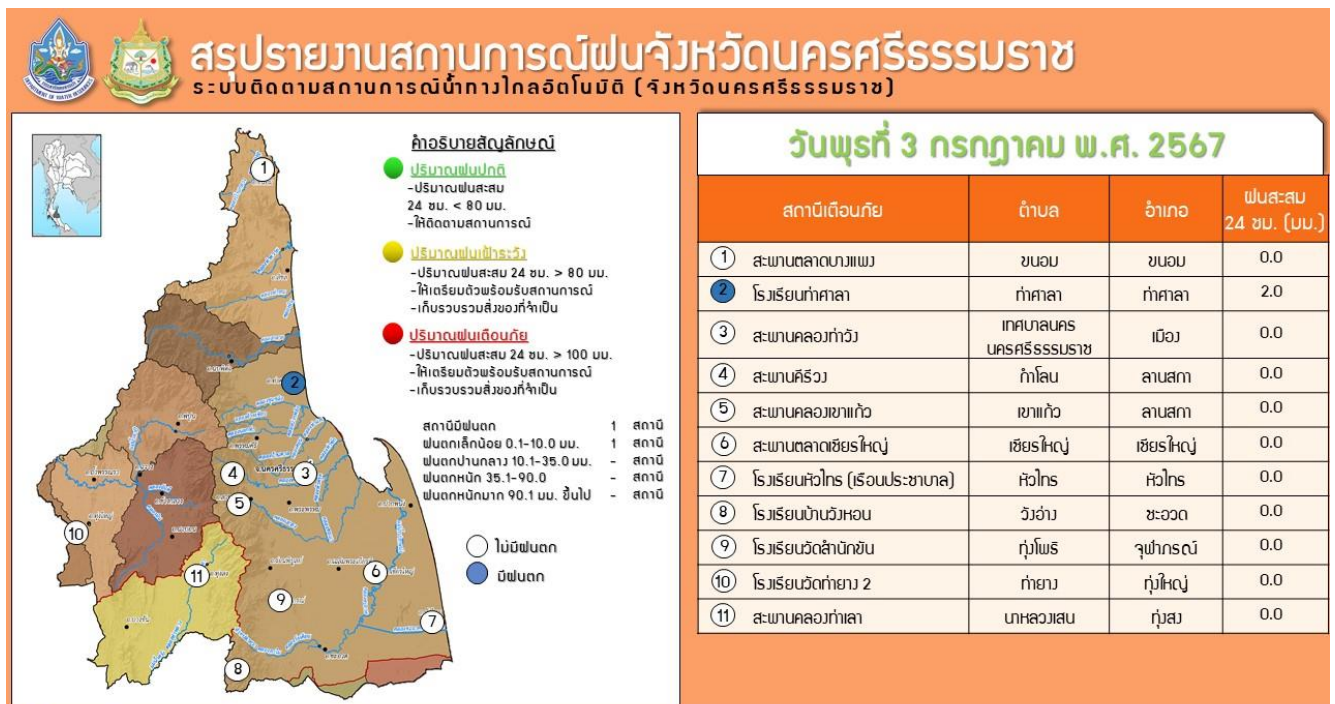 สรุปรายงานสถานการณ์ฝนจังหวัดนครศรีธรรมราช
ระบบติดตามสถานการณ์น้ำทางไกลอัตโนมัติ (จังหวัดนครศรีธรรมราช)
คำอธิบายสัญลักษณ์
ปริมาณฝนปกติ
-ปริมาณฝนสะสม
24 ชม. < 80 มม.
-ให้ติดตามสถานการณ์
ปริมาณฝนเฝ้าระวัง
-ปริมาณฝนสะสม 24 ชม. > 80 มม.
-ให้เตรียมตัวพร้อมรับสถานการณ์
-เก็บรวบรวมสิ่งของที่จำเป็น
ปริมาณฝนเตือนภัย
-ปริมาณฝนสะสม 24 ชม. > 100 มม.
-ให้เตรียมตัวพร้อมรับสถานการณ์
-เก็บรวบรวมสิ่งของที่จำเป็น
สถานีมีฝนตก 1 สถานี
ฝนตกเล็กน้อย 0.1-10.0 มม. 1 สถานี
ฝนตกปานกลาง 10.1-35.0 มม. - สถานี
ฝนตกหนัก 35.1-90.0 - สถานี
ฝนตกหนักมาก 90.1 มม. ขึ้นไป - สถานี
ไม่มีฝนตก
มีฝนตก
1
2
4
3
5
10
11
6
9
7
8
วันพุธที่ 3 กรกฎาคม พ.ศ. 2567
สถานีเตือนภัย ตำบล อำเภอ ฝนสะสม
24 ชม. (มม.)
1 สะพานตลาดบางแพง ขนอม ขนอม 0.0
2 โรงเรียนท่าศาลา ท่าศาลา ท่าศาลา 2.0
3 สะพานคลองท่าวัง เทศบาลนคร
นครศรีธรรมราช เมือง 0.0
4 สะพานคีรีวง กำโลน ลานสกา 0.0
5 สะพานคลองเขาแก้ว เขาแก้ว ลานสกา 0.0
6 สะพานตลาดเชียรใหญ่ เชียรใหญ่ เชียรใหญ่ 0.0
7 โรงเรียนหัวไทร (เรือนประชาบาล) หัวไทร หัวไทร 0.0
8 โรงเรียนบ้านวังหอน วังอ่าง ชะอวด 0.0
9 โรงเรียนวัดสำนักขัน ทุ่งโพธิ จุฬาภรณ์ 0.0
10 โรงเรียนวัดท่ายาง 2 ท่ายาง ทุ่งใหญ่ 0.0
11 สะพานคลองท่าเลา นาหลวงเสน ทุ่งสง 0.0